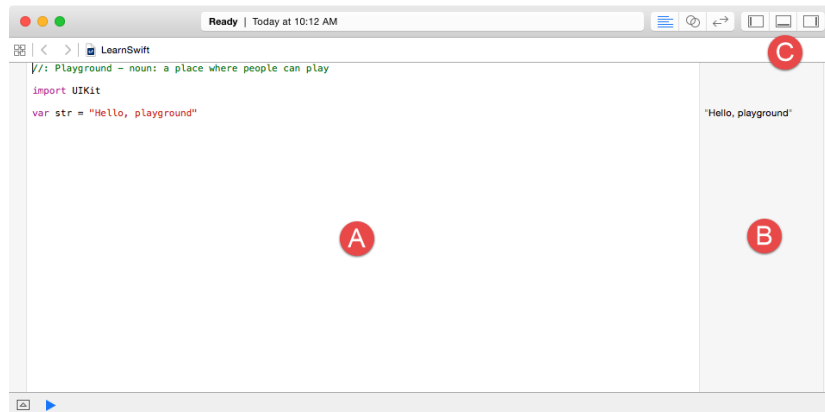 Ready | Today at 10:12 AM
LearnSwift
C
//: Playground – noun: a place where people can play
import UIKit
var str = "Hello, playground"
"Hello, playground"
A
B